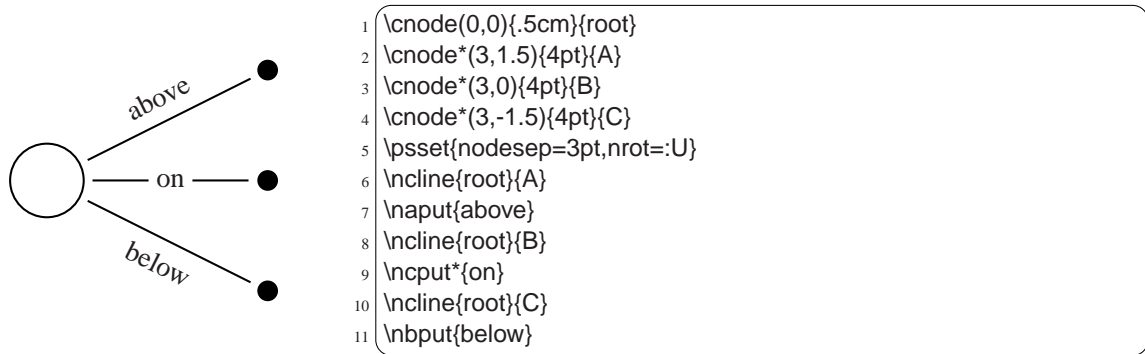 above
on
below
1 \cnode(0,0){.5cm}{root}
2 \cnode*(3,1.5){4pt}{A}
3 \cnode*(3,0){4pt}{B}
4 \cnode*(3,-1.5){4pt}{C}
5 \psset{nodesep=3pt,nrot=:U}
6 \ncline{root}{A}
7 \naput{above}
8 \ncline{root}{B}
9 \ncput*{on}
10 \ncline{root}{C}
11 \nbput{below}